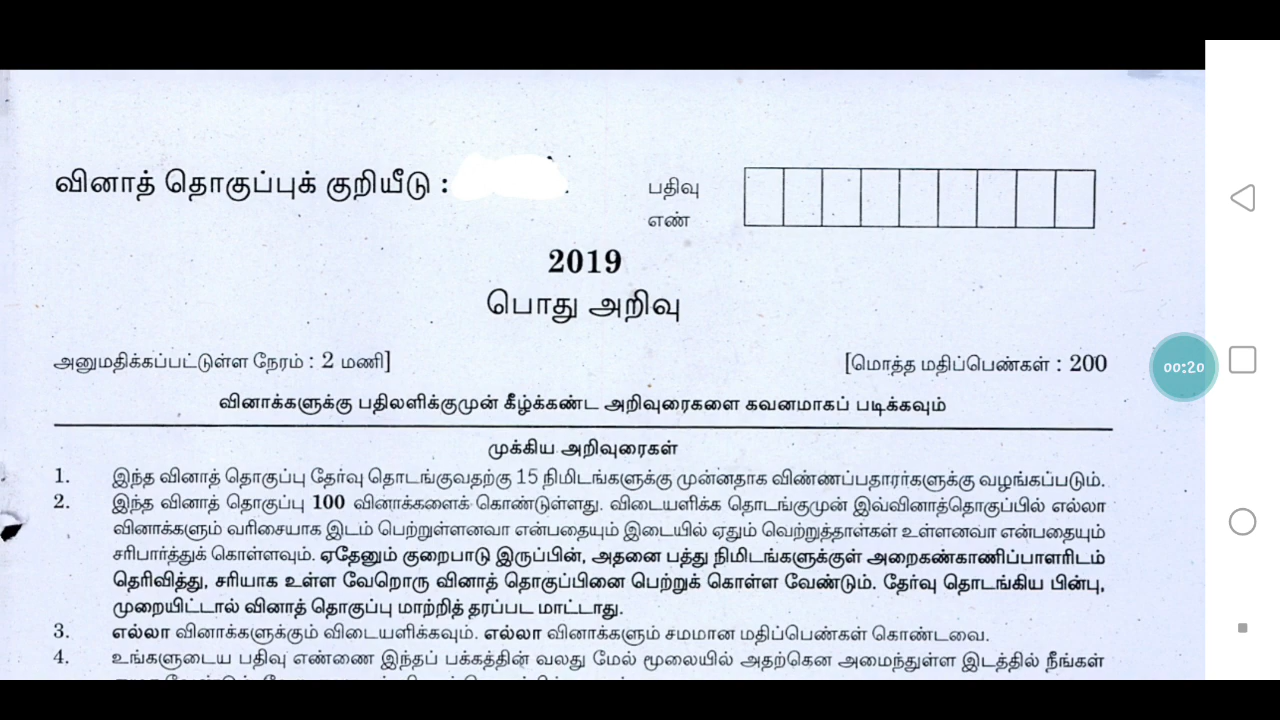 வினாத் தொகுப்புக் குறியீடு :
பதிவு
எண்
2019
பொது அறிவு
அனுமதிக்கப்பட்டுள்ள நேரம் : 2 மணி]
[மொத்த மதிப்பெண்கள் : 200
00:20
வினாக்களுக்கு பதிலளிக்குமுன் கீழ்க்கண்ட அறிவுரைகளை கவனமாகப் படிக்கவும்
முக்கிய அறிவுரைகள்
1. இந்த வினாத் தொகுப்பு தேர்வு தொடங்குவதற்கு 15 நிமிடங்களுக்கு முன்னதாக விண்ணப்பதாரர்களுக்கு வழங்கப்படும்.
2. இந்த வினாத் தொகுப்பு 100 வினாக்களைக் கொண்டுள்ளது. விடையளிக்க தொடங்குமுன் இவ்வினாத்தொகுப்பில் எல்லா
வினாக்களும் வரிசையாக இடம் பெற்றுள்ளனவா என்பதையும் இடையில் ஏதும் வெற்றுத்தாள்கள் உள்ளனவா என்பதையும்
சரிபார்த்துக் கொள்ளவும். ஏதேனும் குறைபாடு இருப்பின், அதனை பத்து நிமிடங்களுக்குள் அறைகண்காணிப்பாளரிடம்
தெரிவித்து, சரியாக உள்ள வேறொரு வினாத் தொகுப்பினை பெற்றுக் கொள்ள வேண்டும். தேர்வு தொடங்கிய பின்பு,
முறையிட்டால் வினாத் தொகுப்பு மாற்றித் தரப்பட மாட்டாது.
3. எல்லா வினாக்களுக்கும் விடையளிக்கவும். எல்லா வினாக்களும் சமமான மதிப்பெண்கள் கொண்டவை.
4. உங்களுடைய பதிவு எண்ணை இந்தப் பக்கத்தின் வலது மேல் மூலையில் அதற்கென அமைந்துள்ள இடத்தில் நீங்கள்